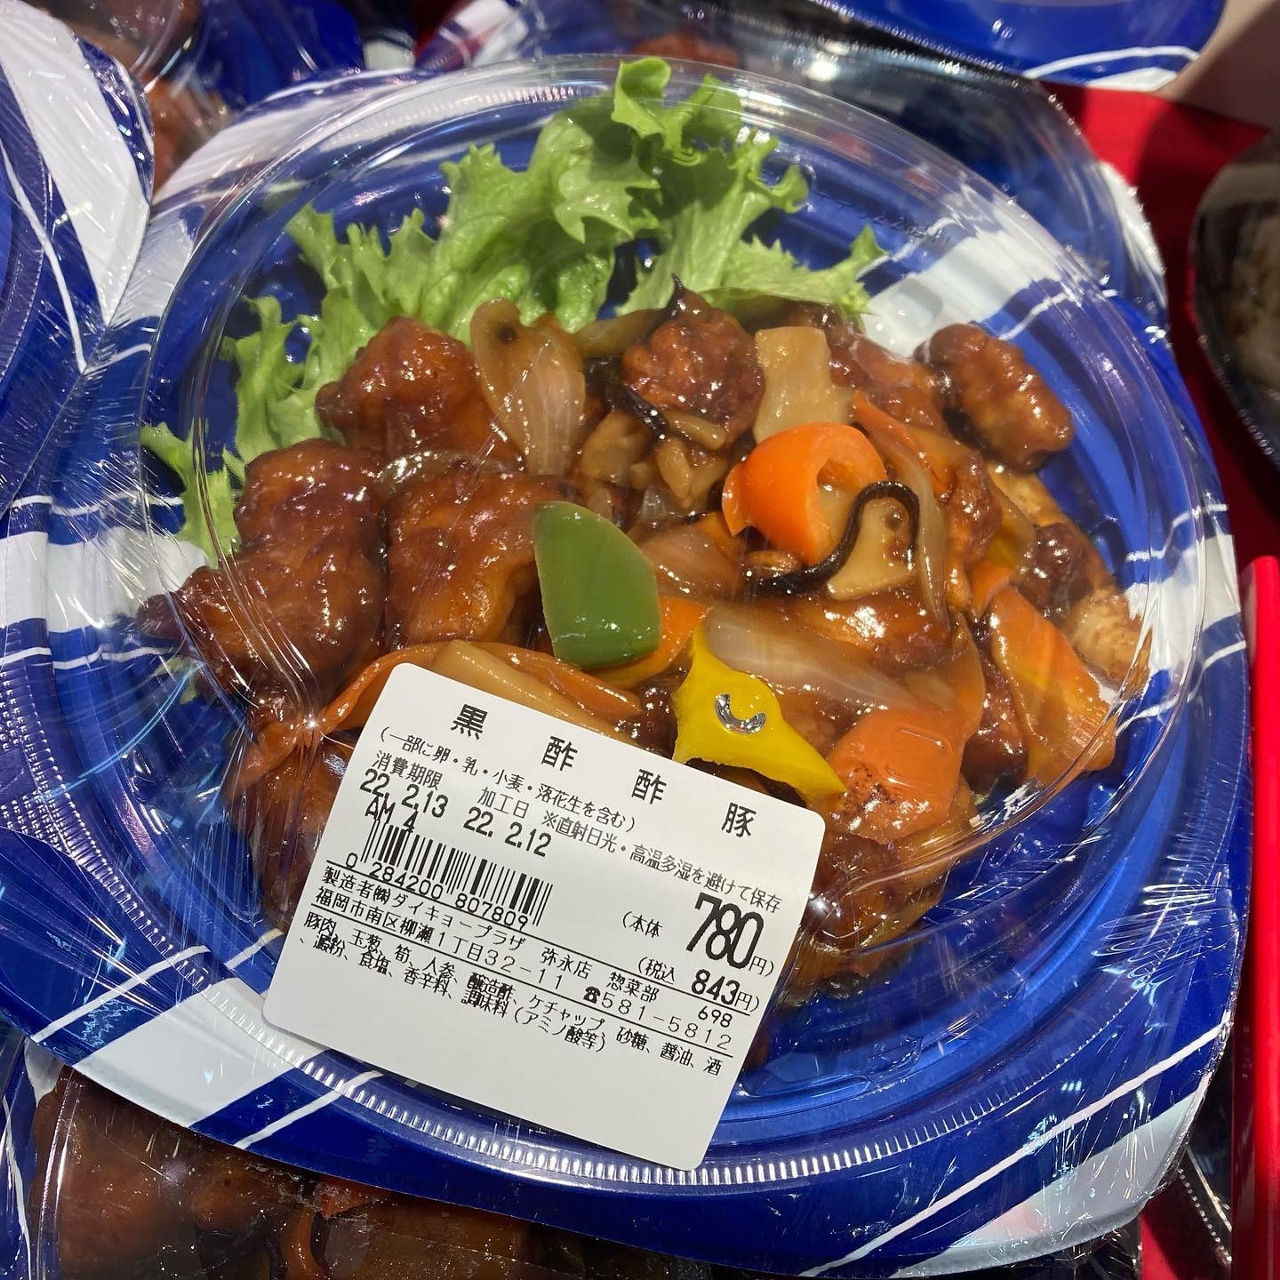 黒酢酢豚
(一部に卵・乳・小麦・落花生を含む)
消費期限 加工日 ※直射日光・高温多湿を避けて保存
22. 2.13 22. 2.12
AM 4
(本体 780円)
0 284200 807809
(税込 843円)
製造者㈱ダイキョープラザ 弥永店 惣菜部 698
福岡市南区柳瀬1丁目32-11 ☎581-5812
豚肉、玉葱、筍、人参、醸造酢、ケチャップ、砂糖、醤油、酒
、澱粉、食塩、香辛料、調味料(アミノ酸等)